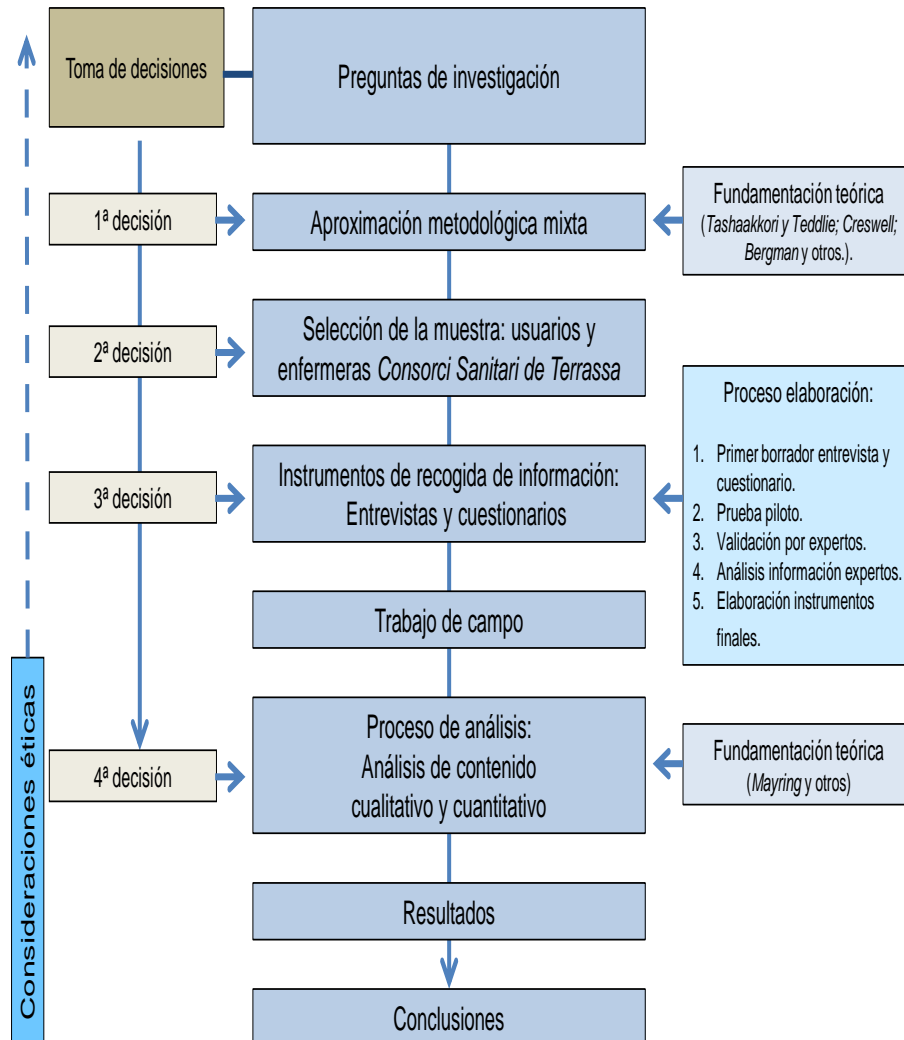 Toma de decisiones
Preguntas de investigación
1ª decisión
Aproximación metodológica mixta
Fundamentación teórica
(Tashaakkori y Teddlie; Creswell;
Bergman y otros.).
2ª decisión
Selección de la muestra: usuarios y
enfermeras Consorci Sanitari de Terrassa
3ª decisión
Instrumentos de recogida de información:
Entrevistas y cuestionarios
Proceso elaboración:
1. Primer borrador entrevista y
cuestionario.
2. Prueba piloto.
3. Validación por expertos.
4. Análisis información expertos.
5. Elaboración instrumentos
finales.
Trabajo de campo
4ª decisión
Proceso de análisis:
Análisis de contenido
cualitativo y cuantitativo
Fundamentación teórica
(Mayring y otros)
Resultados
Conclusiones
Consideraciones éticas